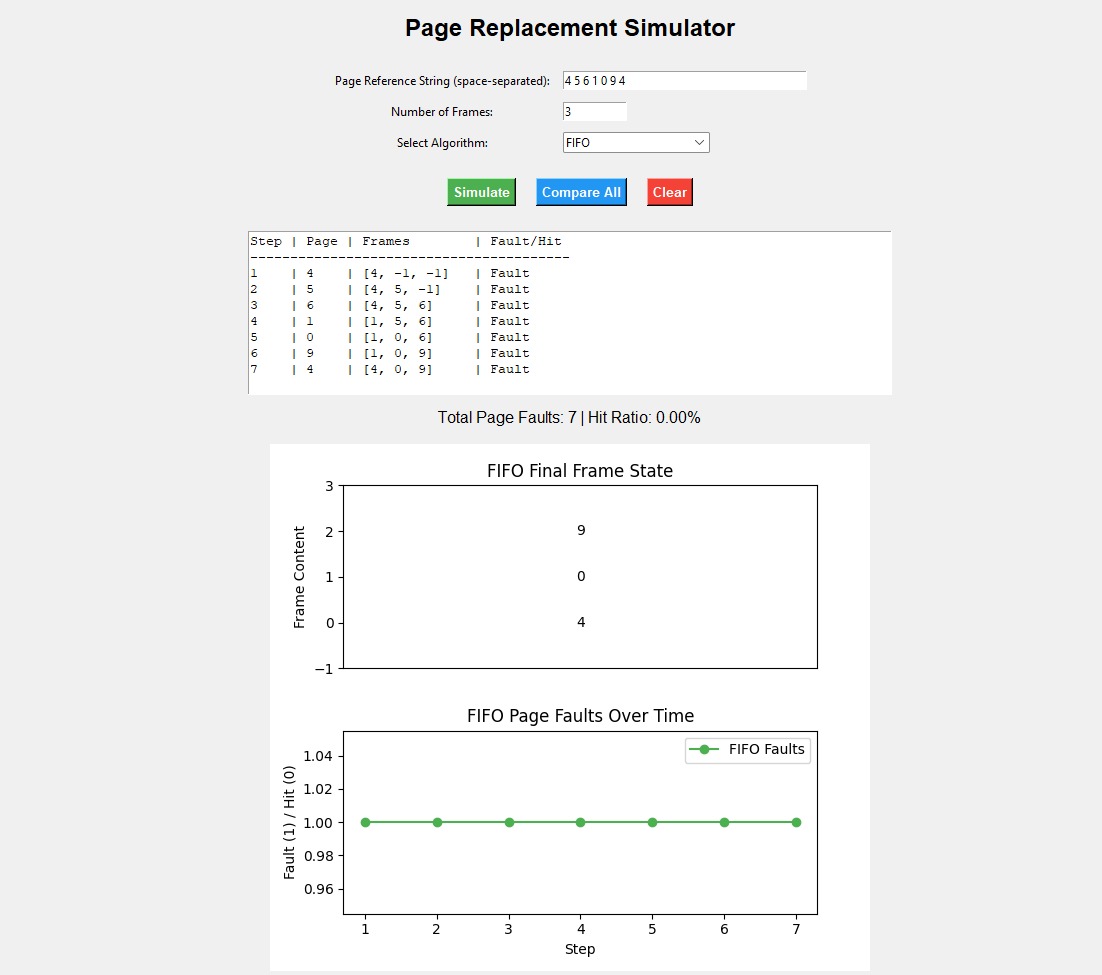 Page Replacement Simulator
Page Reference String (space-separated): 4 5 6 1 0 9 4
Number of Frames: 3
Select Algorithm: FIFO
Simulate Compare All Clear
Step | Page | Frames | Fault/Hit
----------------------------------------
1 | 4 | [4, -1, -1] | Fault
2 | 5 | [4, 5, -1] | Fault
3 | 6 | [4, 5, 6] | Fault
4 | 1 | [1, 5, 6] | Fault
5 | 0 | [1, 0, 6] | Fault
6 | 9 | [1, 0, 9] | Fault
7 | 4 | [4, 0, 9] | Fault
Total Page Faults: 7 | Hit Ratio: 0.00%
FIFO Final Frame State
Frame Content
3
2
1
0
−1
9
0
4
FIFO Page Faults Over Time
Fault (1) / Hit (0)
1.04
1.02
1.00
0.98
0.96
FIFO Faults
1 2 3 4 5 6 7
Step